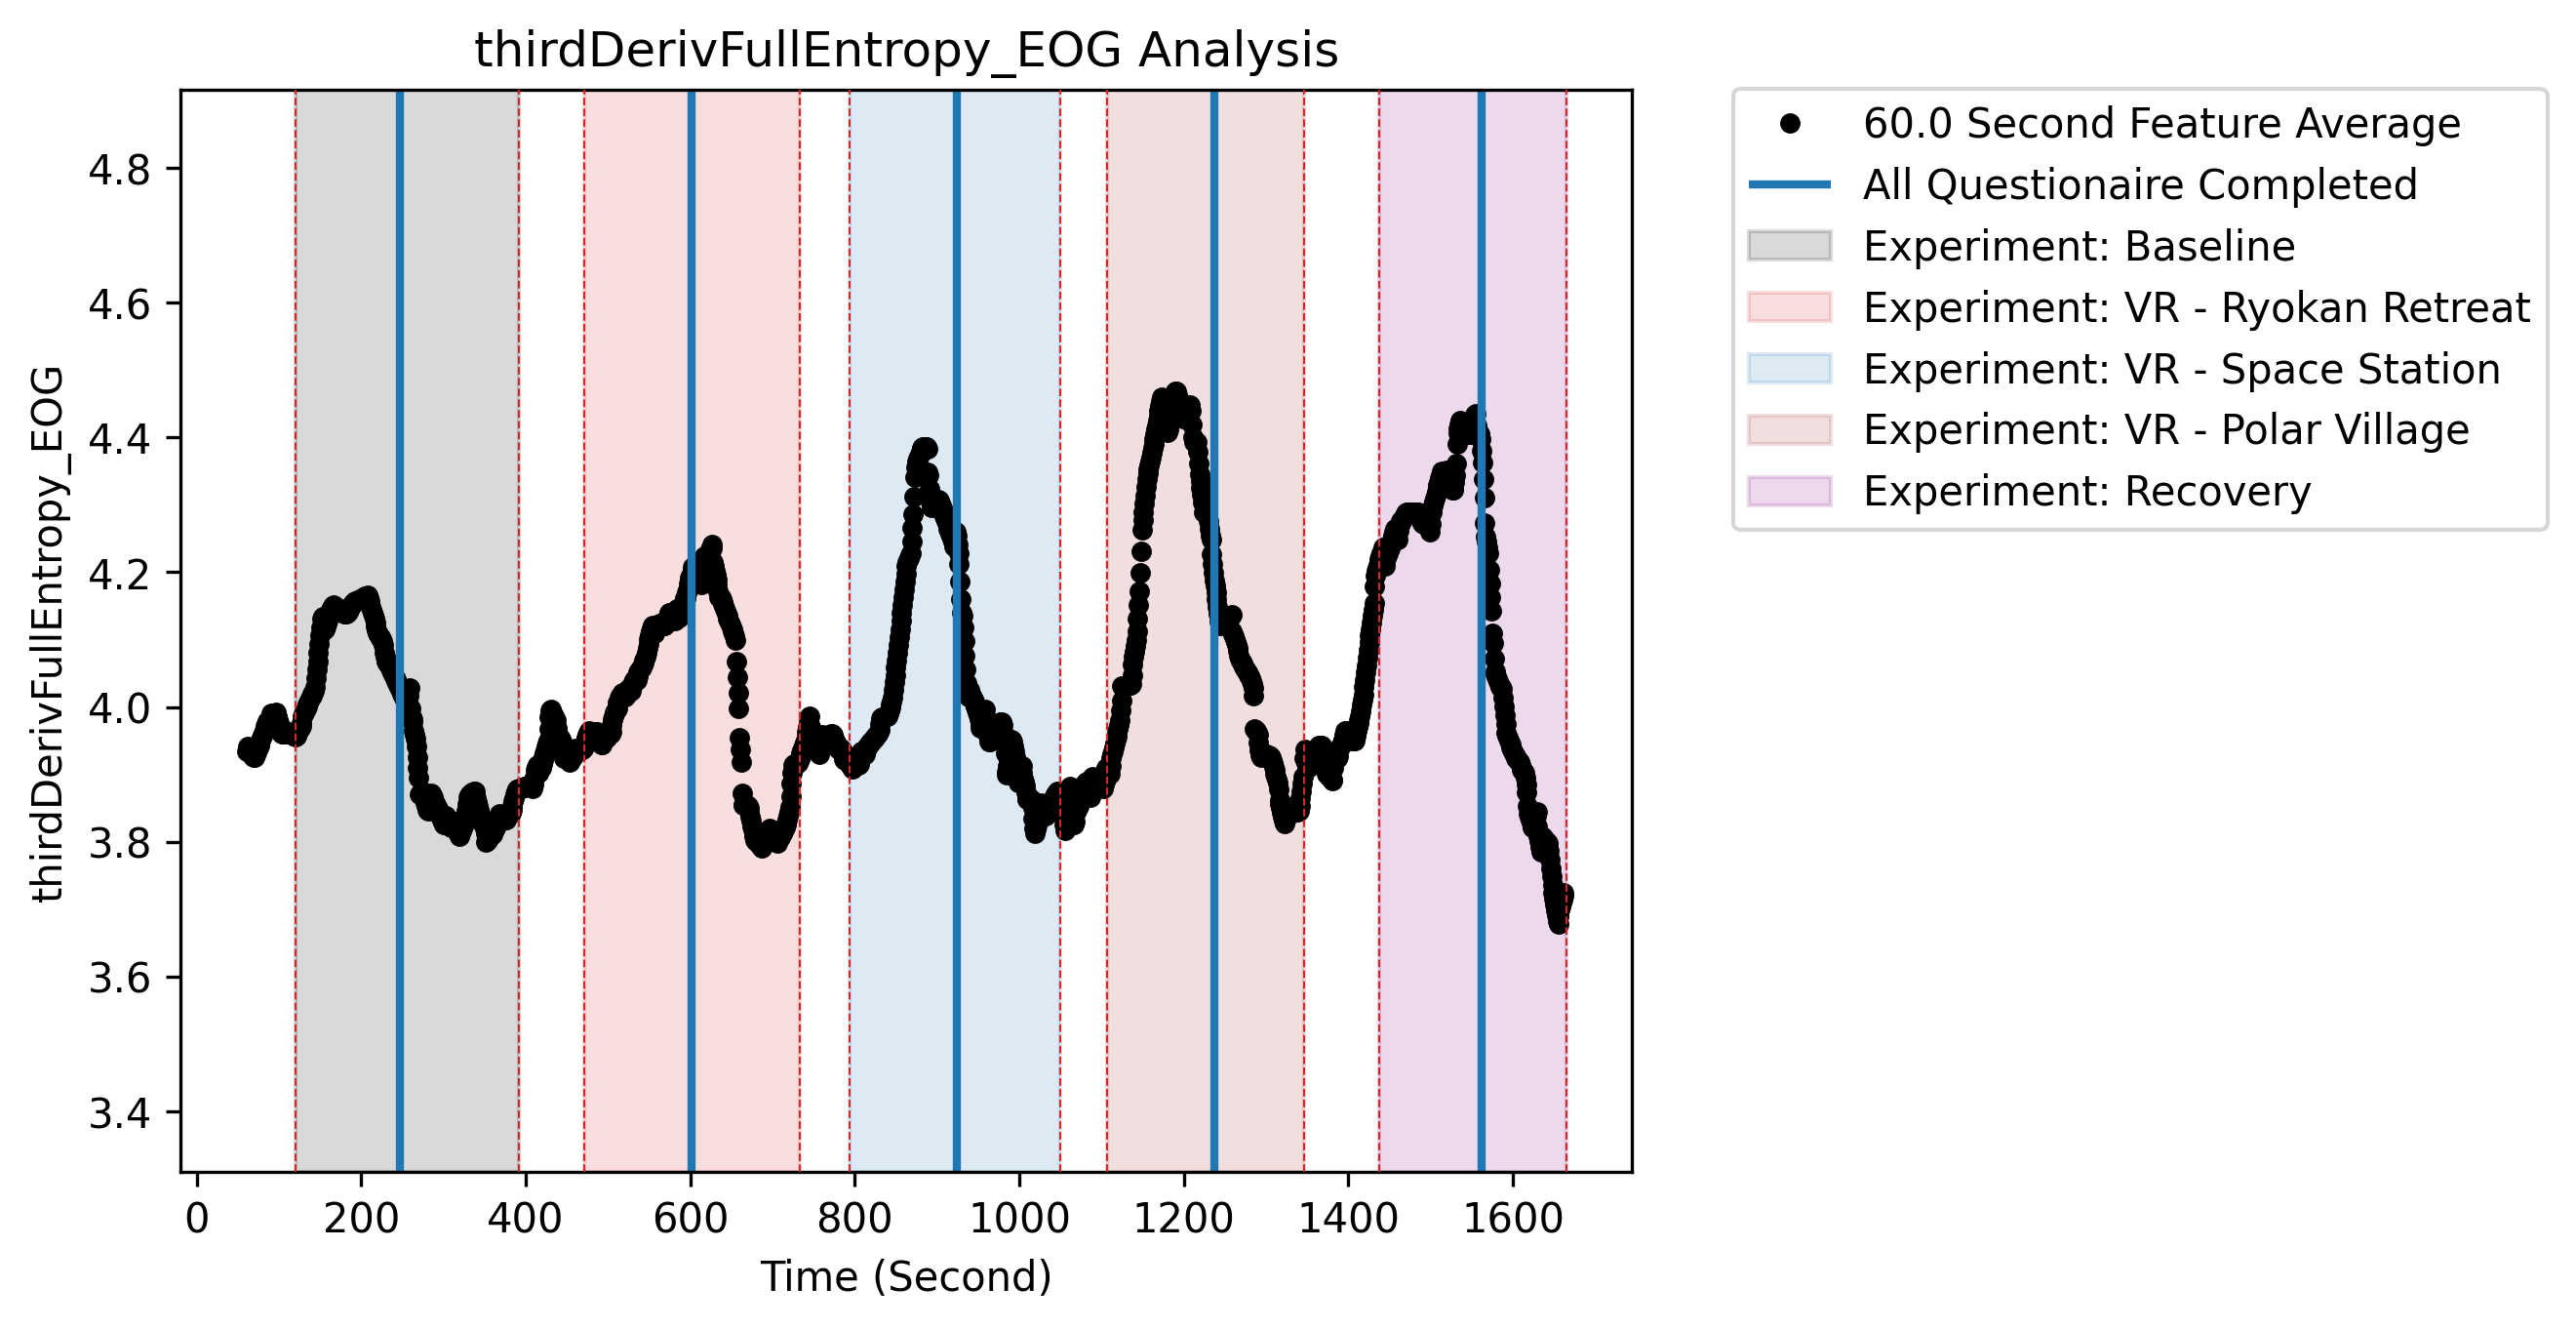 thirdDerivFullEntropy_EOG Analysis
thirdDerivFullEntropy_EOG
4.8
4.6
4.4
4.2
4.0
3.8
3.6
3.4
0 200 400 600 800 1000 1200 1400 1600
Time (Second)
60.0 Second Feature Average
All Questionaire Completed
Experiment: Baseline
Experiment: VR - Ryokan Retreat
Experiment: VR - Space Station
Experiment: VR - Polar Village
Experiment: Recovery